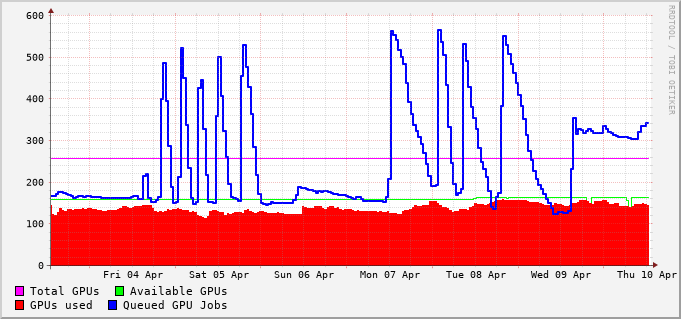 RRDTOOL / TOBI OETIKER
600
500
400
300
200
100
0
Fri 04 Apr Sat 05 Apr Sun 06 Apr Mon 07 Apr Tue 08 Apr Wed 09 Apr Thu 10 Apr
Total GPUs Available GPUs
GPUs used Queued GPU Jobs